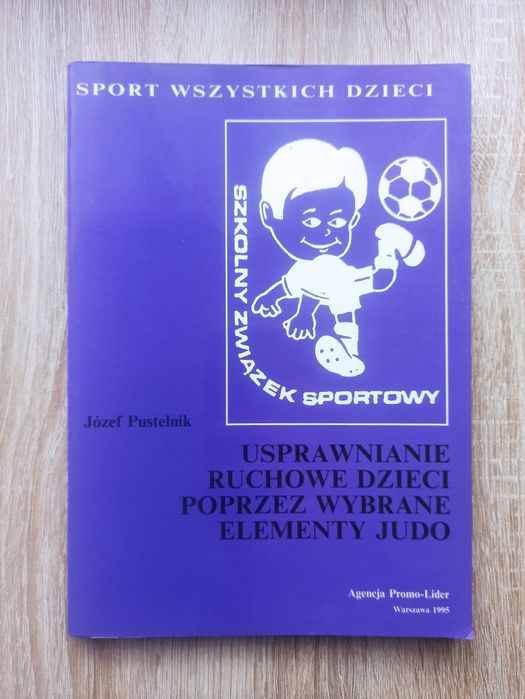 SPORT WSZYSTKICH DZIECI
SZKOLNY ZWIĄZEK SPORTOWY
Józef Pustelnik
USPRAWNIANIE
RUCHOWE DZIECI
POPRZEZ WYBRANE
ELEMENTY JUDO
Agencja Promo-Lider
Warszawa 1995